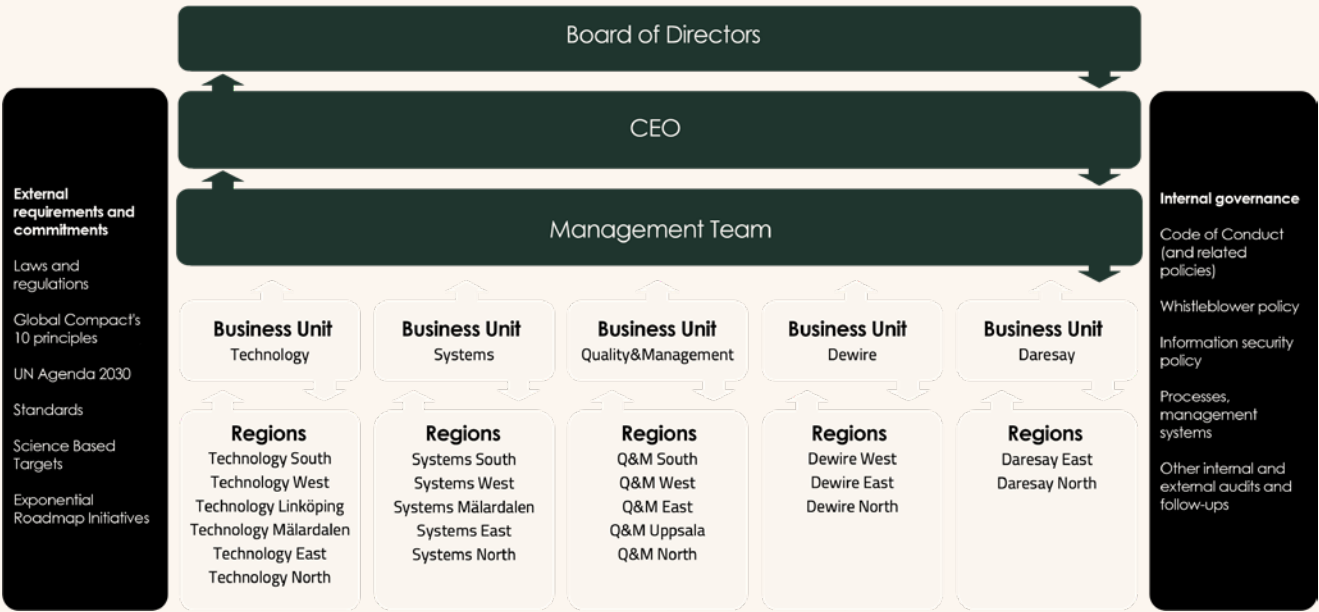 Board of Directors
CEO
Management Team
External
requirements and
commitments
Laws and
regulations
Global Compact's
10 principles
UN Agenda 2030
Standards
Science Based
Targets
Exponential
Roadmap Initiatives
Business Unit
Technology
Business Unit
Systems
Business Unit
Quality&Management
Business Unit
Dewire
Business Unit
Daresay
Regions
Technology South
Technology West
Technology Linköping
Technology Mälardalen
Technology East
Technology North
Regions
Systems South
Systems West
Systems Mälardalen
Systems East
Systems North
Regions
Q&M South
Q&M West
Q&M East
Q&M Uppsala
Q&M North
Regions
Dewire West
Dewire East
Dewire North
Regions
Daresay East
Daresay North
Internal governance
Code of Conduct
(and related
policies)
Whistleblower policy
Information security
policy
Processes,
management
systems
Other internal and
external audits and
follow-ups